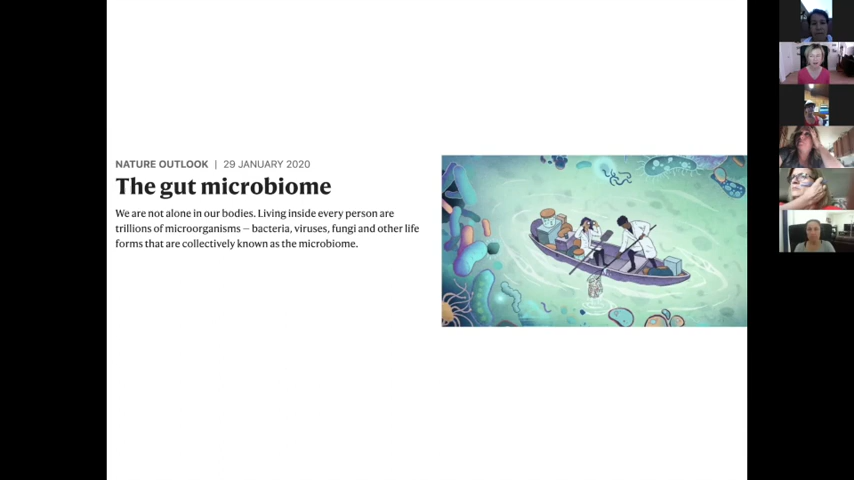 NATURE OUTLOOK | 29 JANUARY 2020
The gut microbiome
We are not alone in our bodies. Living inside every person are
trillions of microorganisms – bacteria, viruses, fungi and other life
forms that are collectively known as the microbiome.